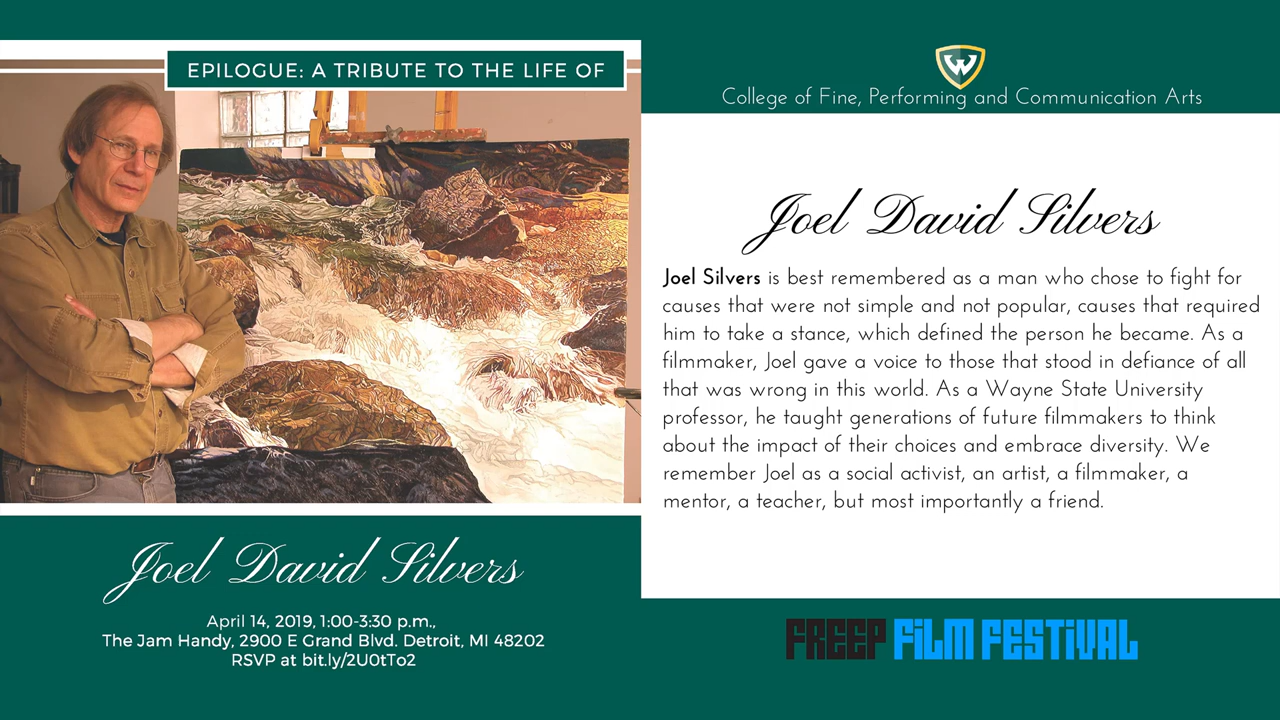 EPILOGUE: A TRIBUTE TO THE LIFE OF
Joel David Silvers
April 14, 2019, 1:00-3:30 p.m.,
The Jam Handy, 2900 E Grand Blvd. Detroit, MI 48202
RSVP at bit.ly/2U0tTo2
W
College of Fine, Performing and Communication Arts
Joel David Silvers
Joel Silvers is best remembered as a man who chose to fight for
causes that were not simple and not popular, causes that required
him to take a stance, which defined the person he became. As a
filmmaker, Joel gave a voice to those that stood in defiance of all
that was wrong in this world. As a Wayne State University
professor, he taught generations of future filmmakers to think
about the impact of their choices and embrace diversity. We
remember Joel as a social activist, an artist, a filmmaker, a
mentor, a teacher, but most importantly a friend.
FREEP FILM FESTIVAL